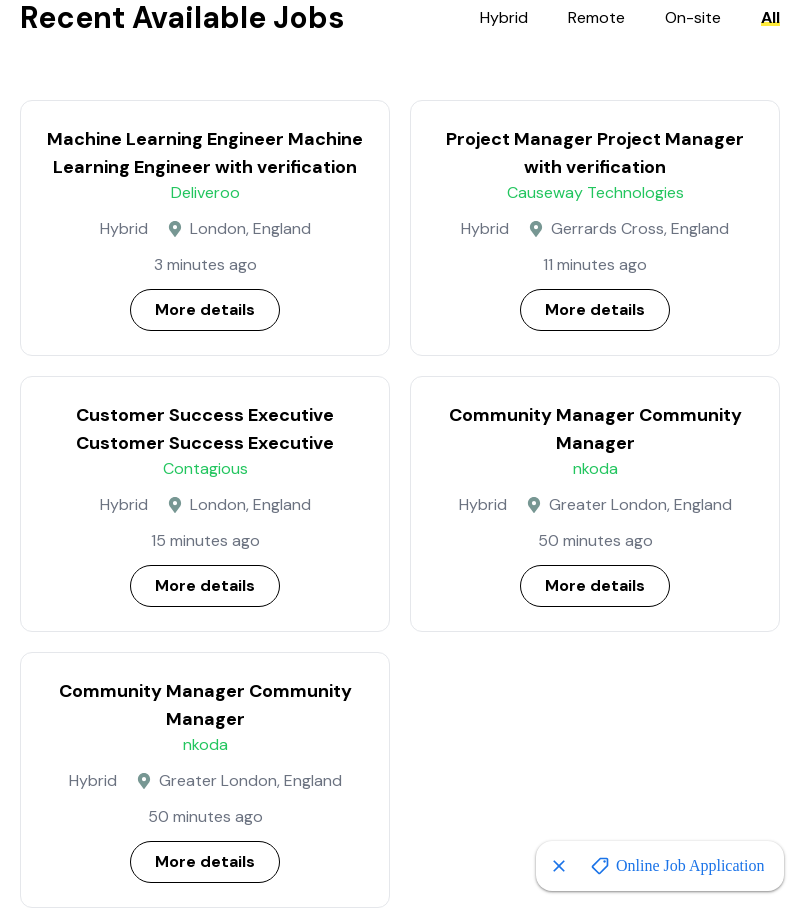 Recent Available Jobs
Hybrid Remote On-site All
Machine Learning Engineer Machine
Learning Engineer with verification
Deliveroo
Hybrid London, England
3 minutes ago
More details
Project Manager Project Manager
with verification
Causeway Technologies
Hybrid Gerrards Cross, England
11 minutes ago
More details
Customer Success Executive
Customer Success Executive
Contagious
Hybrid London, England
15 minutes ago
More details
Community Manager Community
Manager
nkoda
Hybrid Greater London, England
50 minutes ago
More details
Community Manager Community
Manager
nkoda
Hybrid Greater London, England
50 minutes ago
More details
Online Job Application